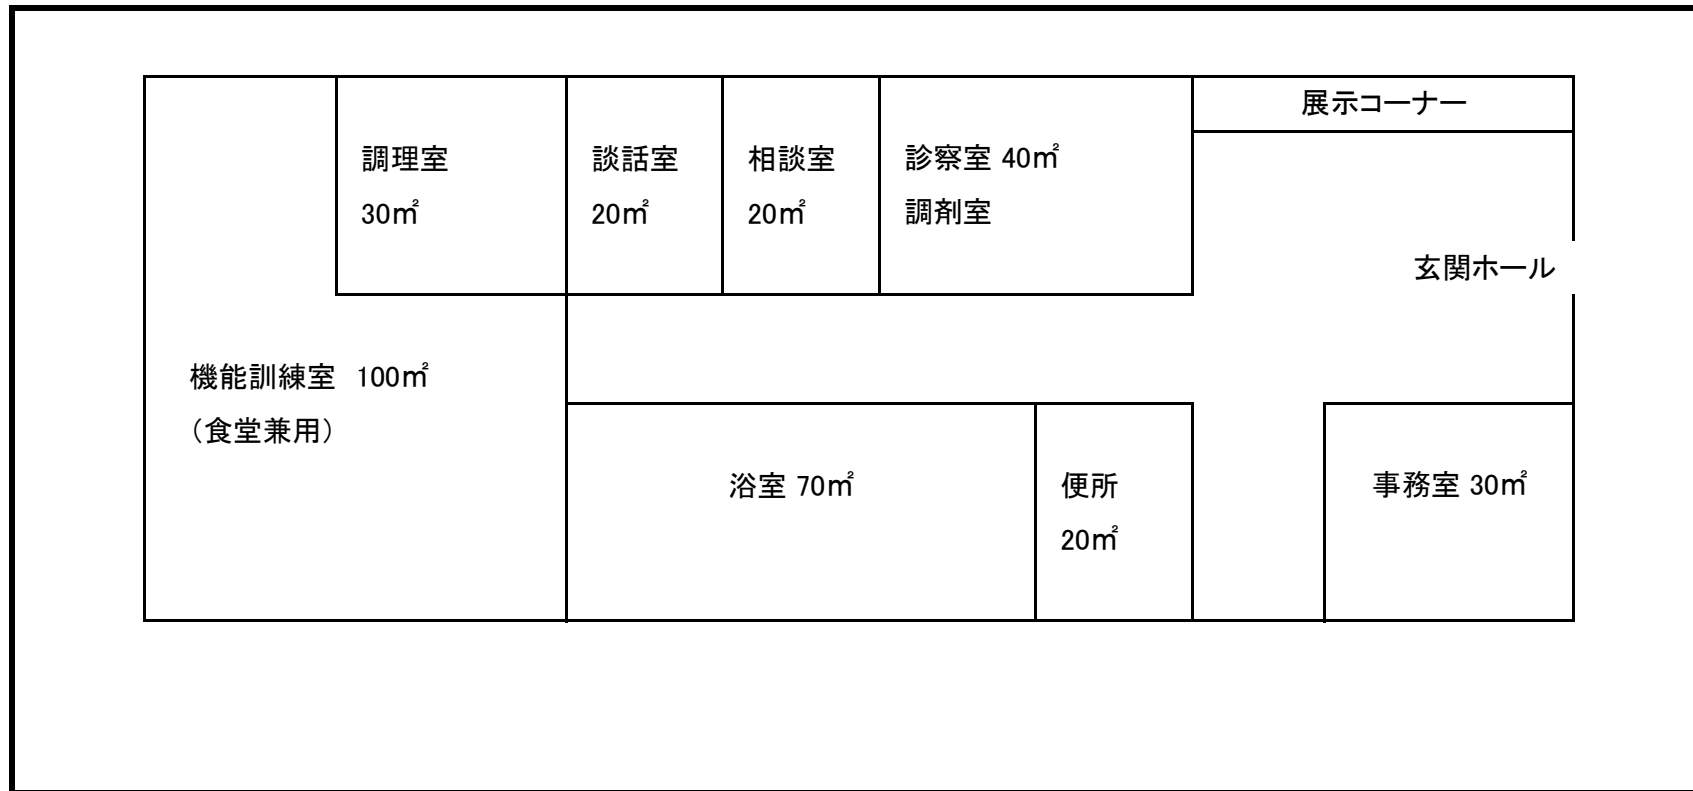 展示コーナー
調理室
30㎡
談話室
20㎡
相談室
20㎡
診察室 40㎡
調剤室
玄関ホール
機能訓練室 100㎡
（食堂兼用）
浴室 70㎡
便所
20㎡
事務室 30㎡